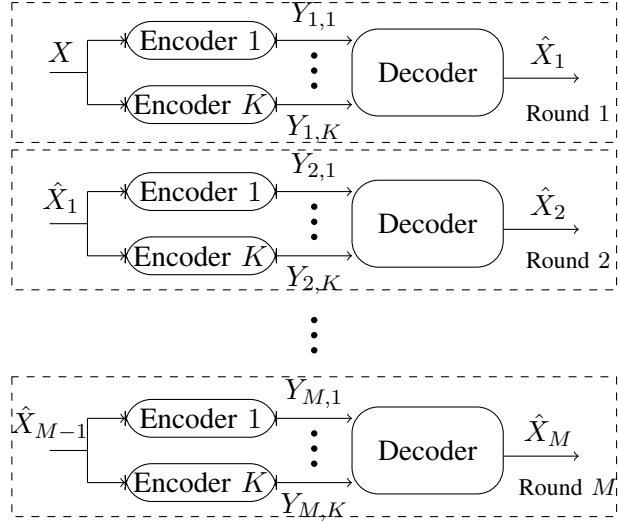 Y_{1,1}
X Encoder 1 Decoder \hat{X}_1
Encoder K Round 1
Y_{1,K}
Y_{2,1}
\hat{X}_1 Encoder 1 Decoder \hat{X}_2
Encoder K Round 2
Y_{2,K}
Y_{M,1}
\hat{X}_{M-1} Encoder 1 Decoder \hat{X}_M
Encoder K Round M
Y_{M,K}